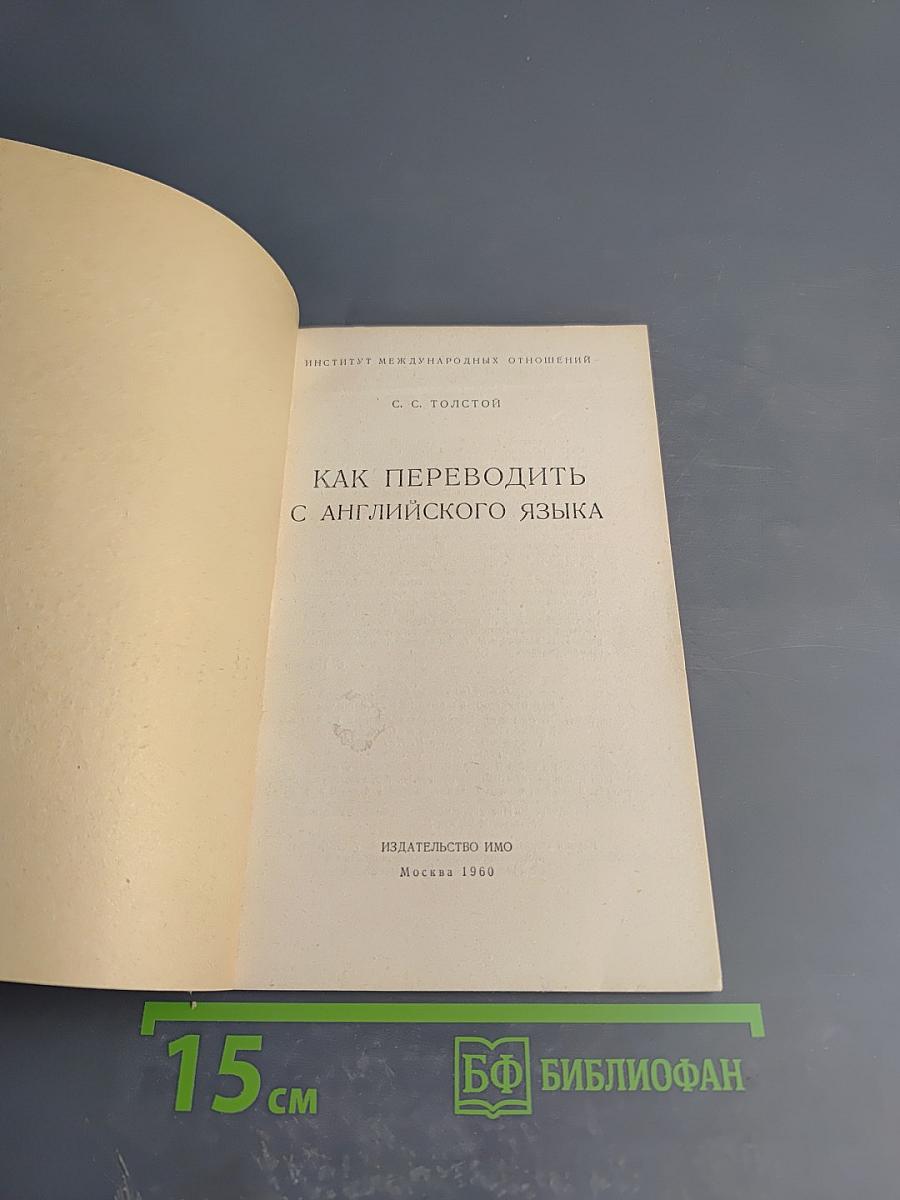 ИНСТИТУТ МЕЖДУНАРОДНЫХ ОТНОШЕНИЙ
С. С. ТОЛСТОЙ
КАК ПЕРЕВОДИТЬ
С АНГЛИЙСКОГО ЯЗЫКА
ИЗДАТЕЛЬСТВО ИМО
Москва 1960
15 см
БФ БИБЛИОФАН